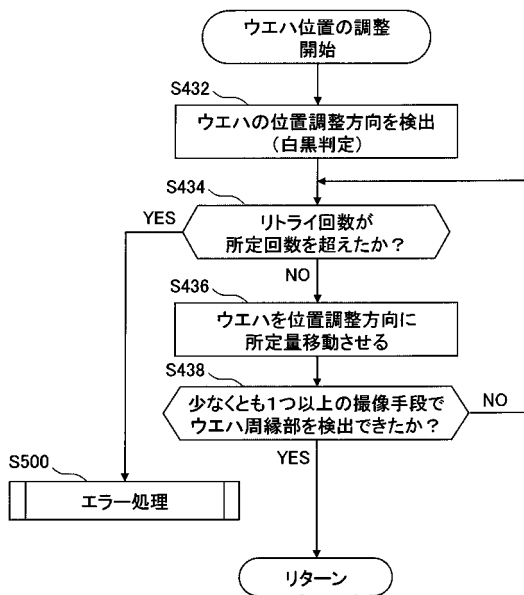 ウエハ位置の調整
開始
S432
ウエハの位置調整方向を検出
(白黒判定)
S434
YES
リトライ回数が
所定回数を超えたか？
NO
S436
ウエハを位置調整方向に
所定量移動させる
S438
少なくとも1つ以上の撮像手段で
ウエハ周縁部を検出できたか？
NO
YES
S500
エラー処理
リターン